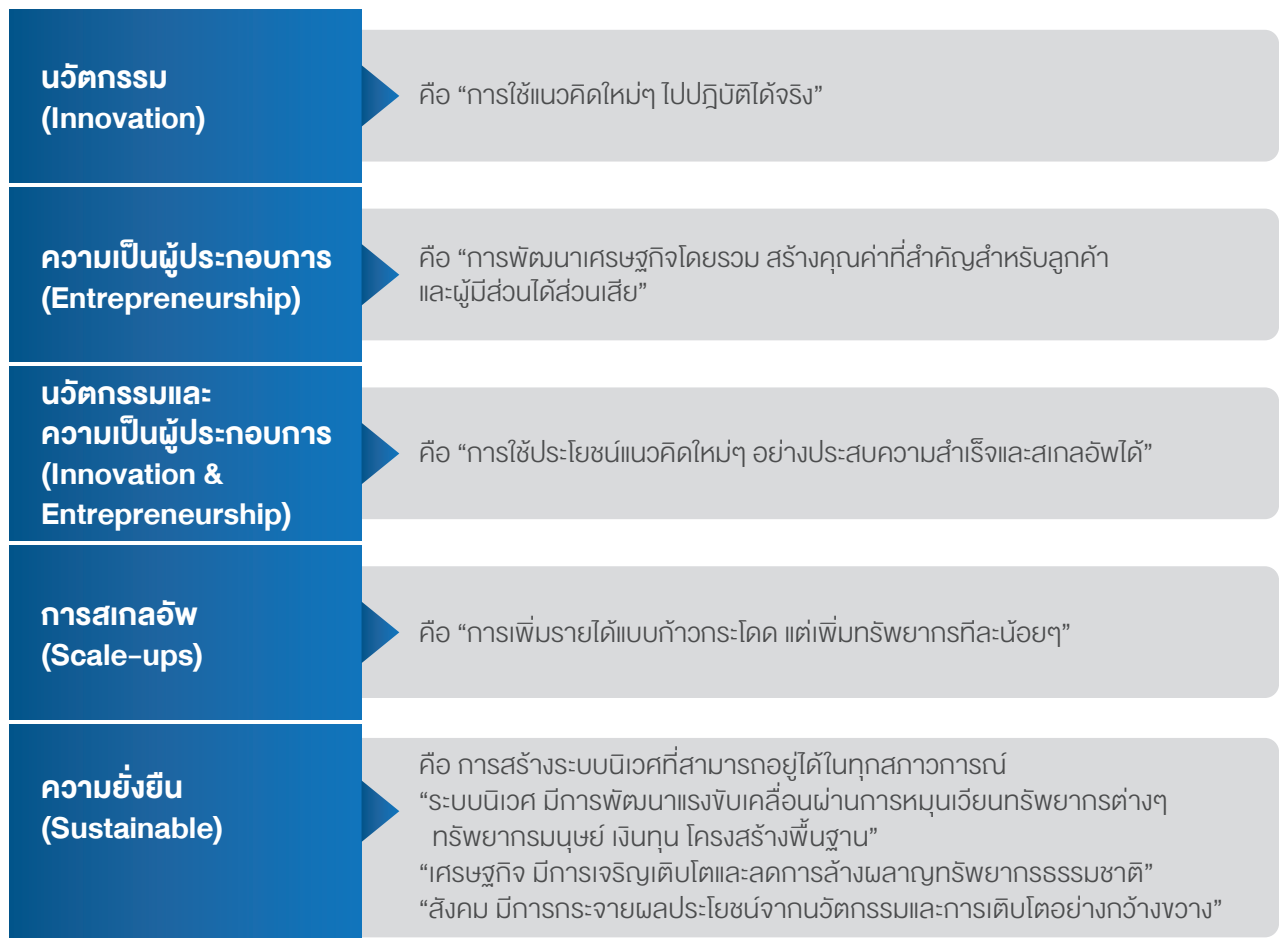 นวัตกรรม
(Innovation)
คือ “การใช้แนวคิดใหม่ๆ ไปปฏิบัติได้จริง”
ความเป็นผู้ประกอบการ
(Entrepreneurship)
คือ “การพัฒนาเศรษฐกิจโดยรวม สร้างคุณค่าที่สำคัญสำหรับลูกค้า
และผู้มีส่วนได้ส่วนเสีย”
นวัตกรรมและ
ความเป็นผู้ประกอบการ
(Innovation &
Entrepreneurship)
คือ “การใช้ประโยชน์แนวคิดใหม่ๆ อย่างประสบความสำเร็จและสเกลอัพได้”
การสเกลอัพ
(Scale-ups)
คือ “การเพิ่มรายได้แบบก้าวกระโดด แต่เพิ่มทรัพยากรทีละน้อยๆ”
ความยั่งยืน
(Sustainable)
คือ การสร้างระบบนิเวศที่สามารถอยู่ได้ในทุกสภาวการณ์
“ระบบนิเวศ มีการพัฒนาแรงขับเคลื่อนผ่านการหมุนเวียนทรัพยากรต่างๆ
ทรัพยากรมนุษย์ เงินทุน โครงสร้างพื้นฐาน”
“เศรษฐกิจ มีการเจริญเติบโตและลดการล้างผลาญทรัพยากรธรรมชาติ”
“สังคม มีการกระจายผลประโยชน์จากนวัตกรรมและการเติบโตอย่างกว้างขวาง”